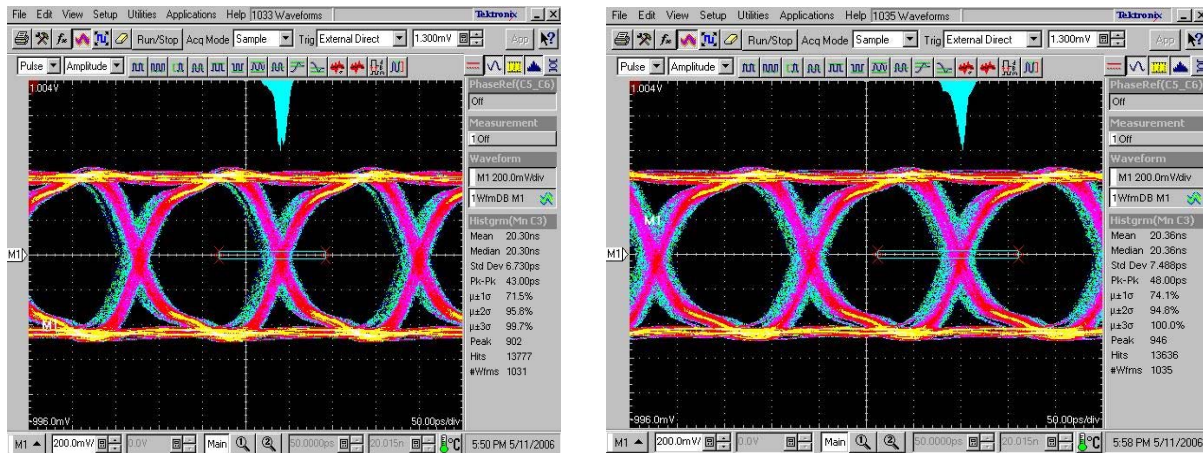 File Edit View Setup Utilities Applications Help 1033 Waveforms Tektronix
Run/Stop Acq Mode Sample Trig External Direct 1.300mV App
Pulse Amplitude
1.004V
PhaseRef(C5_C6)
Off
Measurement
1 Off
Waveform
M1 200.0mV/div
1 WfmDB M1
Histgrm(Mn C3)
Mean 20.30ns
Median 20.30ns
Std Dev 6.730ps
Pk-Pk 43.00ps
µ±1σ 71.5%
µ±2σ 95.8%
µ±3σ 99.7%
Peak 902
Hits 13777
#Wfms 1031
M1
M1
-996.0mV 50.00ps/div
M1 200.0mV/ 0.0V Main 1 2 50.0000ps 20.015n °C 5:50 PM 5/11/2006
File Edit View Setup Utilities Applications Help 1035 Waveforms Tektronix
Run/Stop Acq Mode Sample Trig External Direct 1.300mV App
Pulse Amplitude
1.004V
PhaseRef(C5_C6)
Off
Measurement
1 Off
Waveform
M1 200.0mV/div
1 WfmDB M1
Histgrm(Mn C3)
Mean 20.36ns
Median 20.36ns
Std Dev 7.488ps
Pk-Pk 48.00ps
µ±1σ 74.1%
µ±2σ 94.8%
µ±3σ 100.0%
Peak 946
Hits 13636
#Wfms 1035
M1
M1
-996.0mV 50.00ps/div
M1 200.0mV/ 0.0V Main 1 2 50.0000ps 20.015n °C 5:58 PM 5/11/2006